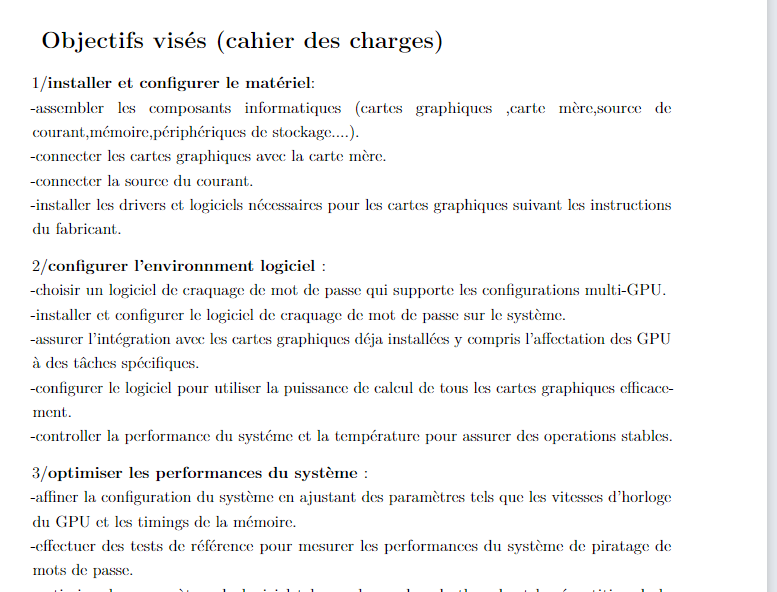 Objectifs visés (cahier des charges)
1/installer et configurer le matériel:
-assembler les composants informatiques (cartes graphiques ,carte mère,source de
courant,mémoire,périphériques de stockage....).
-connecter les cartes graphiques avec la carte mère.
-connecter la source du courant.
-installer les drivers et logiciels nécessaires pour les cartes graphiques suivant les instructions
du fabricant.
2/configurer l'environnment logiciel :
-choisir un logiciel de craquage de mot de passe qui supporte les configurations multi-GPU.
-installer et configurer le logiciel de craquage de mot de passe sur le système.
-assurer l'intégration avec les cartes graphiques déja installées y compris l'affectation des GPU
à des tâches spécifiques.
-configurer le logiciel pour utiliser la puissance de calcul de tous les cartes graphiques efficace-
ment.
-controller la performance du systéme et la température pour assurer des operations stables.
3/optimiser les performances du système :
-affiner la configuration du système en ajustant des paramètres tels que les vitesses d'horloge
du GPU et les timings de la mémoire.
-effectuer des tests de référence pour mesurer les performances du système de piratage de
mots de passe.